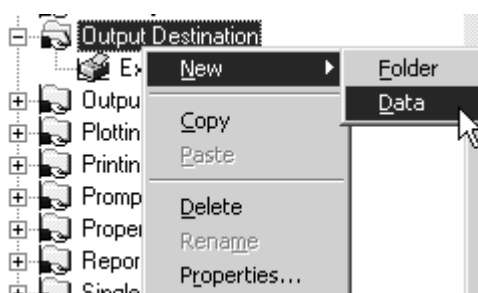 Output Destination
Ex
New
Folder
Outpu
Data
Plottin
Copy
Printin
Paste
Promp
Delete
Proper
Rename
Repor
Properties...
Single